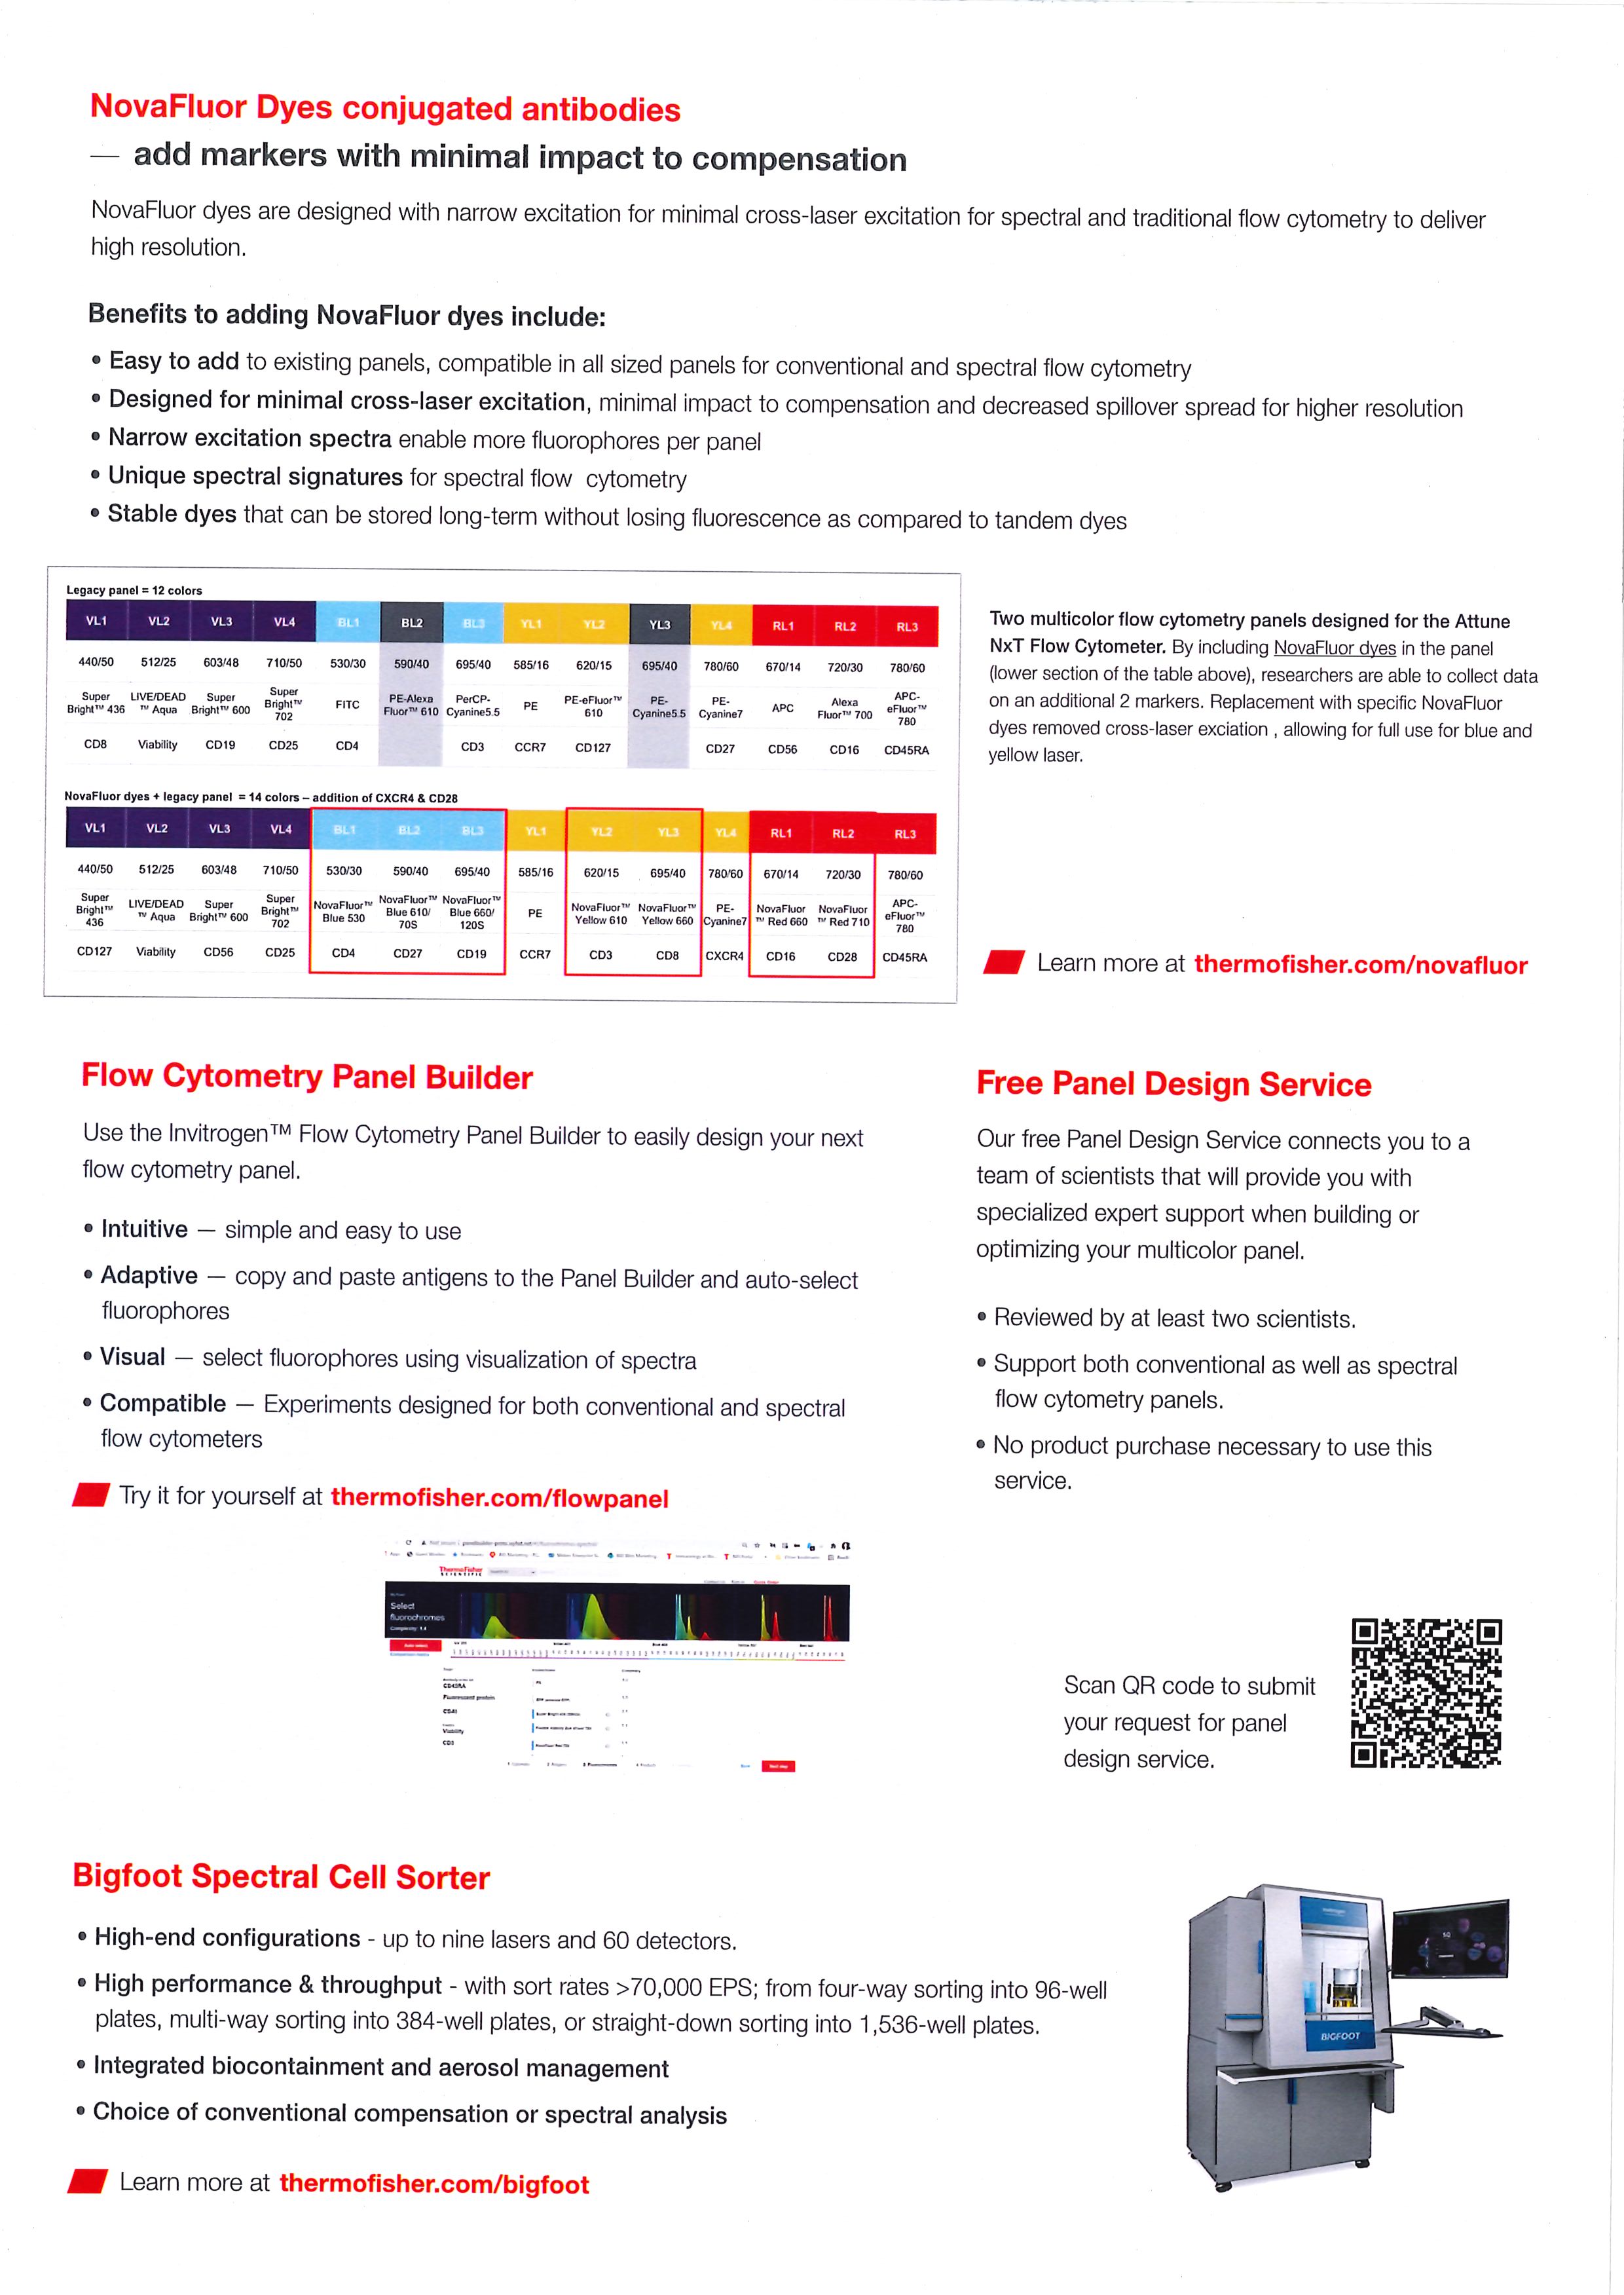 NovaFluor Dyes conjugated antibodies
— add markers with minimal impact to compensation
NovaFluor dyes are designed with narrow excitation for minimal cross-laser excitation for spectral and traditional flow cytometry to deliver
high resolution.
Benefits to adding NovaFluor dyes include:
• Easy to add to existing panels, compatible in all sized panels for conventional and spectral flow cytometry
• Designed for minimal cross-laser excitation, minimal impact to compensation and decreased spillover spread for higher resolution
• Narrow excitation spectra enable more fluorophores per panel
• Unique spectral signatures for spectral flow cytometry
• Stable dyes that can be stored long-term without losing fluorescence as compared to tandem dyes
Legacy panel = 12 colors
VL1 VL2 VL3 VL4 BL1 BL2 BL3 YL1 YL2 YL3 YL4 RL1 RL2 RL3
440/50 512/25 603/48 710/50 530/30 590/40 695/40 585/16 620/15 695/40 780/60 670/14 720/30 780/60
Super Bright™ 436 LIVE/DEAD ™ Aqua Super Bright™ 600 Super Bright™ 702 FITC PE-Alexa Fluor™ 610 PerCP-Cyanine5.5 PE PE-eFluor™ 610 PE-Cyanine5.5 PE-Cyanine7 APC Alexa Fluor™ 700 APC-eFluor™ 780
CD8 Viability CD19 CD25 CD4 CD3 CCR7 CD127 CD27 CD56 CD16 CD45RA
NovaFluor dyes + legacy panel = 14 colors – addition of CXCR4 & CD28
VL1 VL2 VL3 VL4 BL1 BL2 BL3 YL1 YL2 YL3 YL4 RL1 RL2 RL3
440/50 512/25 603/48 710/50 530/30 590/40 695/40 585/16 620/15 695/40 780/60 670/14 720/30 780/60
Super Bright™ 436 LIVE/DEAD ™ Aqua Super Bright™ 600 Super Bright™ 702 NovaFluor™ Blue 530 NovaFluor™ Blue 610/70S NovaFluor™ Blue 660/120S PE NovaFluor™ Yellow 610 NovaFluor™ Yellow 660 PE-Cyanine7 NovaFluor ™ Red 660 NovaFluor ™ Red 710 APC-eFluor™ 780
CD127 Viability CD56 CD25 CD4 CD27 CD19 CCR7 CD3 CD8 CXCR4 CD16 CD28 CD45RA
Two multicolor flow cytometry panels designed for the Attune
NxT Flow Cytometer. By including NovaFluor dyes in the panel
(lower section of the table above), researchers are able to collect data
on an additional 2 markers. Replacement with specific NovaFluor
dyes removed cross-laser exciation , allowing for full use for blue and
yellow laser.
Learn more at thermofisher.com/novafluor
Flow Cytometry Panel Builder
Use the Invitrogen™ Flow Cytometry Panel Builder to easily design your next
flow cytometry panel.
• Intuitive — simple and easy to use
• Adaptive — copy and paste antigens to the Panel Builder and auto-select
fluorophores
• Visual — select fluorophores using visualization of spectra
• Compatible — Experiments designed for both conventional and spectral
flow cytometers
Try it for yourself at thermofisher.com/flowpanel
ThermoFisher
SCIENTIFIC
Select
fluorochromes
CD45RA
Fluorescent protein
Viability
CD3
Free Panel Design Service
Our free Panel Design Service connects you to a
team of scientists that will provide you with
specialized expert support when building or
optimizing your multicolor panel.
• Reviewed by at least two scientists.
• Support both conventional as well as spectral
flow cytometry panels.
• No product purchase necessary to use this
service.
Scan QR code to submit
your request for panel
design service.
Bigfoot Spectral Cell Sorter
• High-end configurations - up to nine lasers and 60 detectors.
• High performance & throughput - with sort rates >70,000 EPS; from four-way sorting into 96-well
plates, multi-way sorting into 384-well plates, or straight-down sorting into 1,536-well plates.
• Integrated biocontainment and aerosol management
• Choice of conventional compensation or spectral analysis
BIGFOOT
Learn more at thermofisher.com/bigfoot